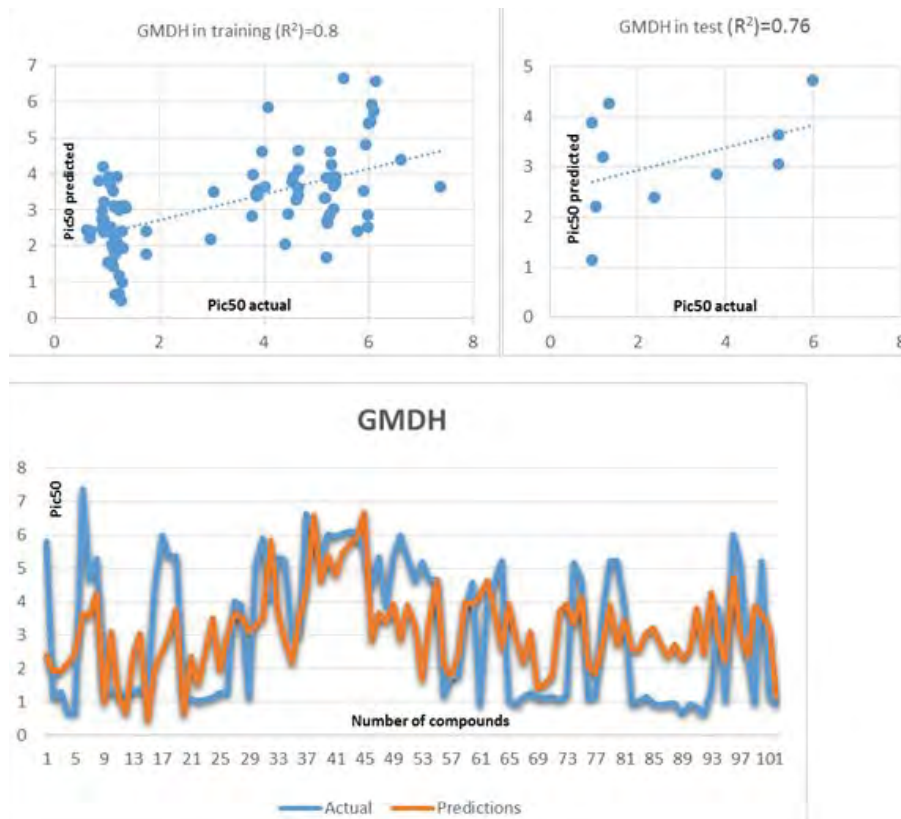 GMDH in training (R²)=0.8
7
6
5
4
3
2
1
0
Pic50 predicted
Pic50 actual
0 2 4 6 8
GMDH in test (R²)=0.76
5
4
3
2
1
0
Pic50 predicted
Pic50 actual
0 2 4 6 8
GMDH
8
7
6
5
4
3
2
1
0
Pic50
Number of compounds
1 5 9 13 17 21 25 29 33 37 41 45 49 53 57 61 65 69 73 77 81 85 89 93 97 101
Actual Predictions